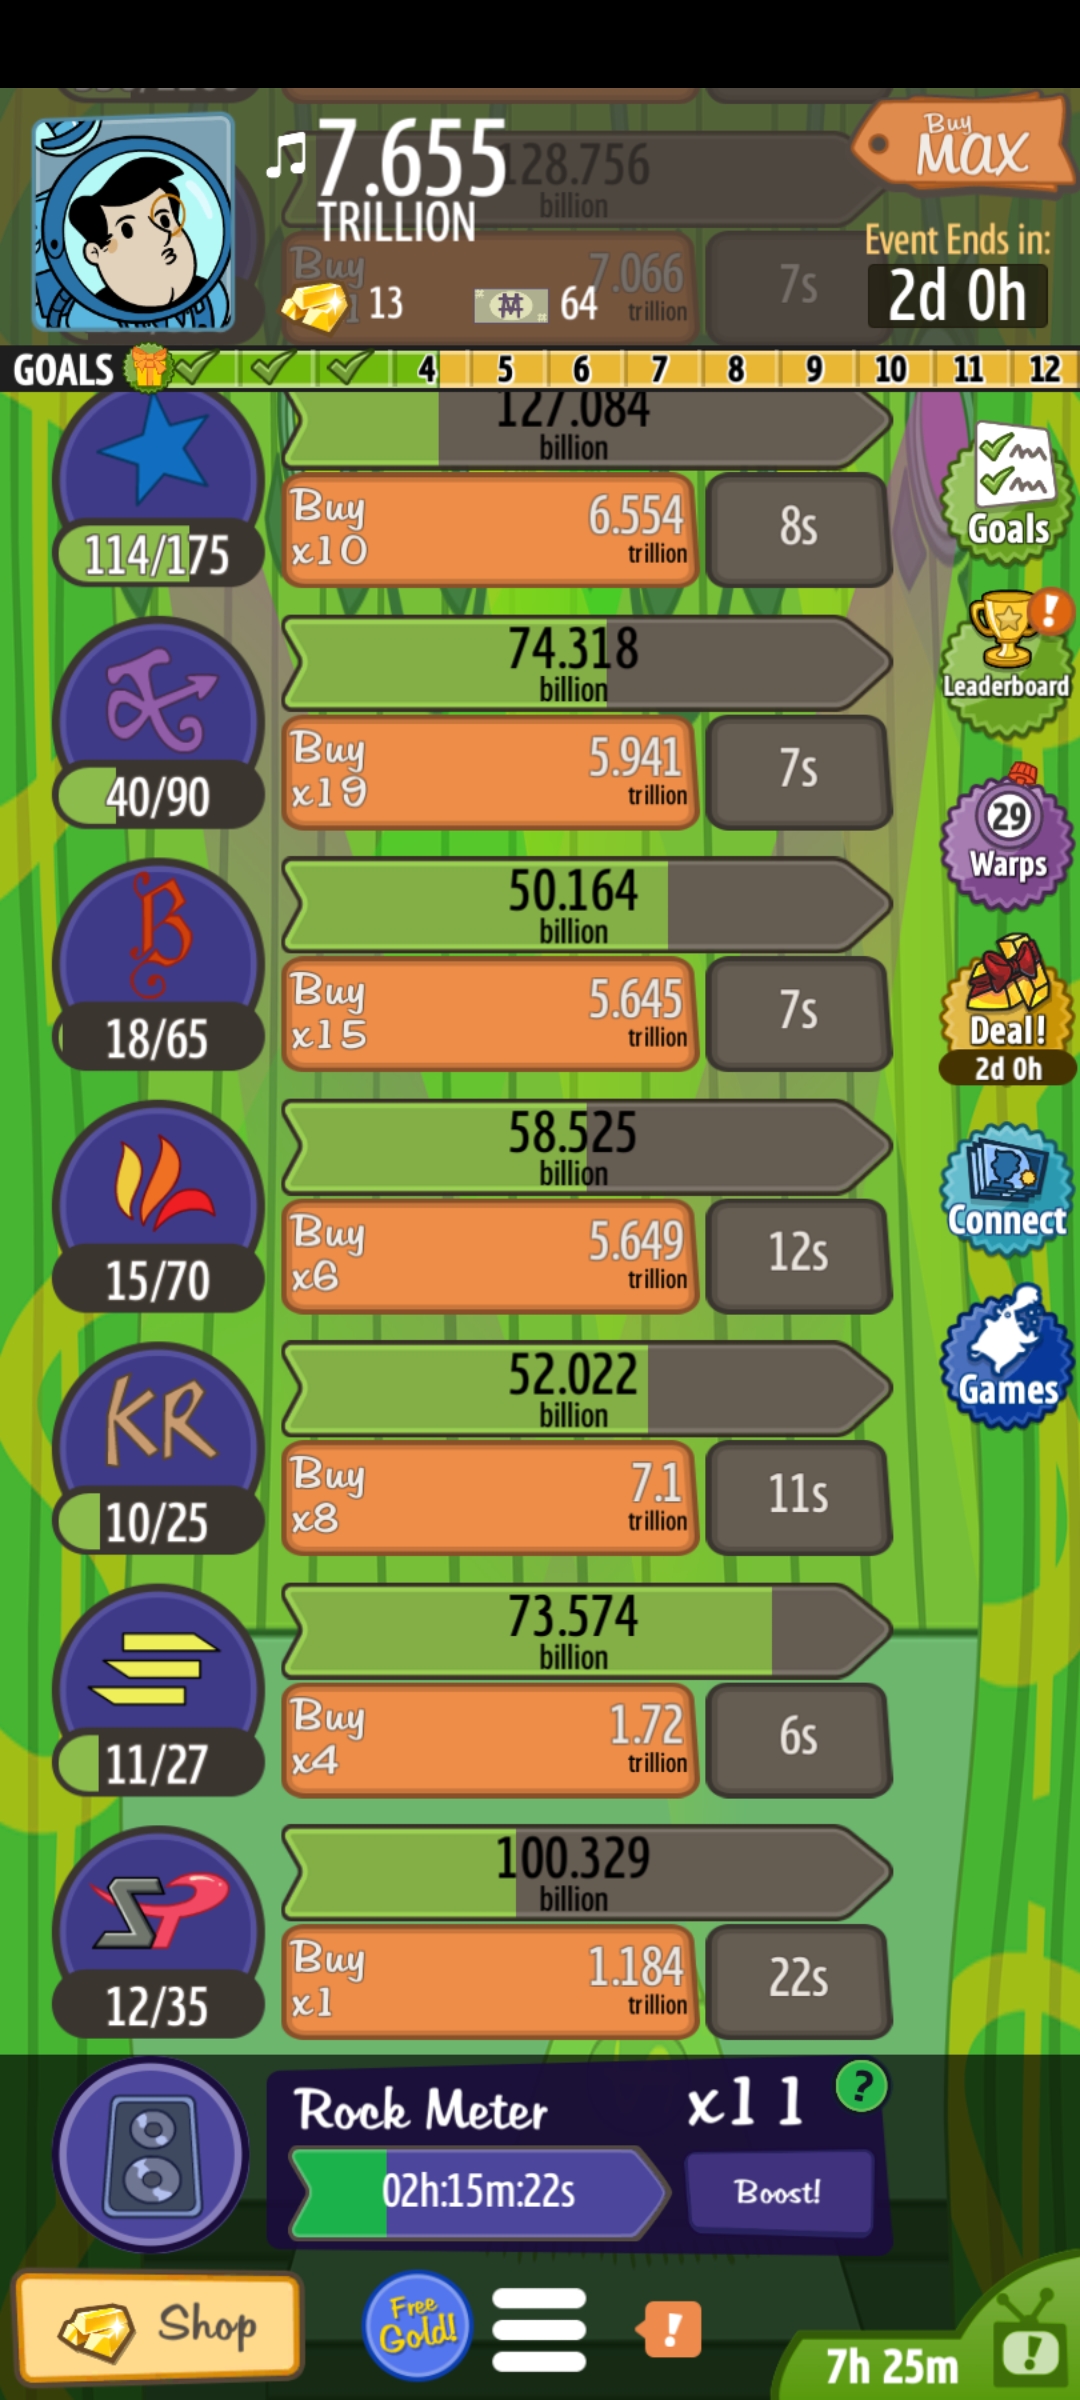 7.655
TRILLION
128.756
billion
Buy
MAX
Event Ends in:
2d 0h
Buy
7.066
trillion
7s
13
64
GOALS
4 5 6 7 8 9 10 11 12
127.084
billion
Buy
x10
6.554
trillion
8s
114/175
Goals
74.318
billion
Buy
x19
5.941
trillion
7s
40/90
Leaderboard
50.164
billion
Buy
x15
5.645
trillion
7s
18/65
29
Warps
Deal!
2d 0h
58.525
billion
Buy
x6
5.649
trillion
12s
15/70
Connect
KR
52.022
billion
Buy
x8
7.1
trillion
11s
10/25
Games
73.574
billion
Buy
x4
1.72
trillion
6s
11/27
100.329
billion
Buy
x1
1.184
trillion
22s
12/35
Rock Meter
x11
?
02h:15m:22s
Boost!
Shop
Free
Gold!
!
7h 25m
!